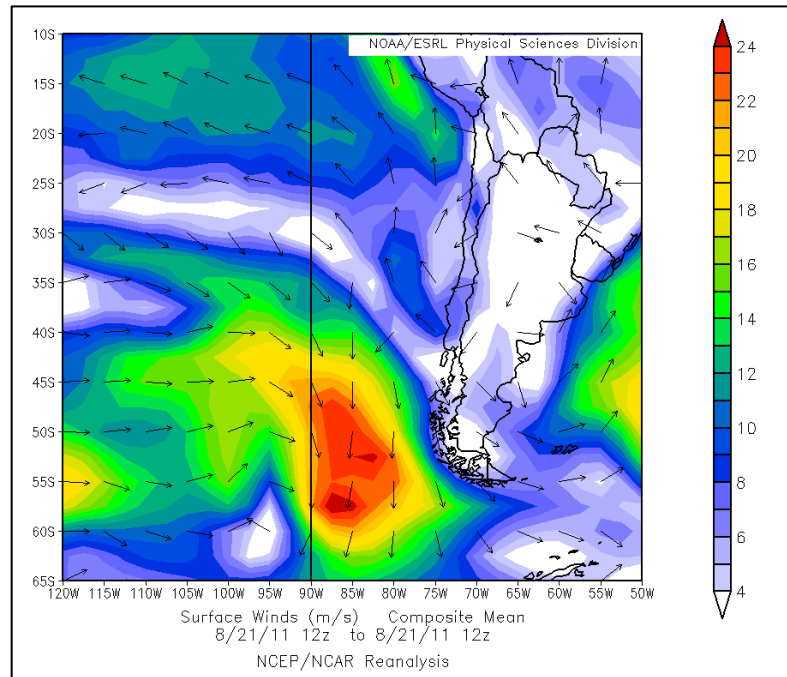 NOAA/ESRL Physical Sciences Division
10S
15S
20S
25S
30S
35S
40S
45S
50S
55S
60S
65S
120W 115W 110W 105W 100W 95W 90W 85W 80W 75W 70W 65W 60W 55W 50W
24
22
20
18
16
14
12
10
8
6
4
Surface Winds (m/s) Composite Mean
8/21/11 12z to 8/21/11 12z
NCEP/NCAR Reanalysis